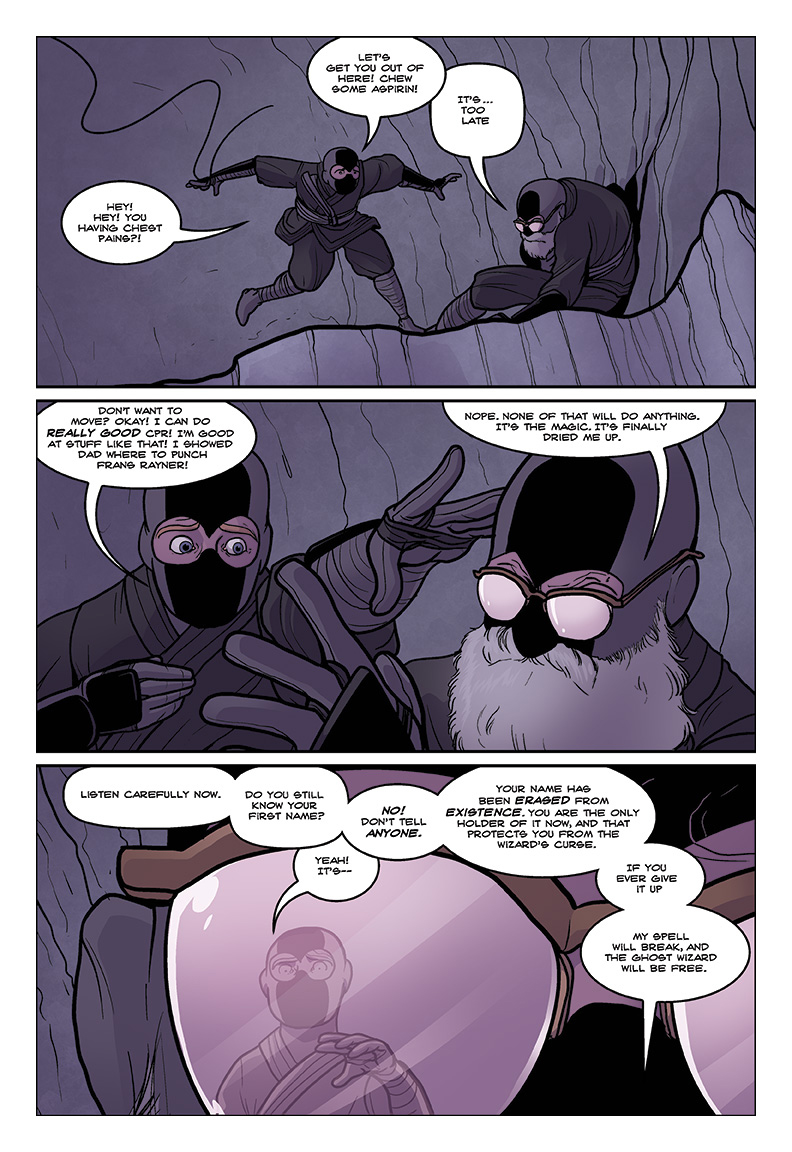 HEY!
HEY! YOU
HAVING CHEST
PAINS?!
LET'S
GET YOU OUT OF
HERE! CHEW
SOME ASPIRIN!
IT'S...
TOO
LATE
DON'T WANT TO
MOVE? OKAY! I CAN DO
REALLY GOOD CPR! I'M GOOD
AT STUFF LIKE THAT! I SHOWED
DAD WHERE TO PUNCH
FRANS RAYNER!
NOPE. NONE OF THAT WILL DO ANYTHING.
IT'S THE MAGIC. IT'S FINALLY
DRIED ME UP.
LISTEN CAREFULLY NOW.
DO YOU STILL
KNOW YOUR
FIRST NAME?
YEAH!
IT'S--
NO!
DON'T TELL
ANYONE.
YOUR NAME HAS
BEEN ERASED FROM
EXISTENCE. YOU ARE THE ONLY
HOLDER OF IT NOW, AND THAT
PROTECTS YOU FROM THE
WIZARD'S CURSE.
IF YOU
EVER GIVE
IT UP
MY SPELL
WILL BREAK, AND
THE GHOST WIZARD
WILL BE FREE.